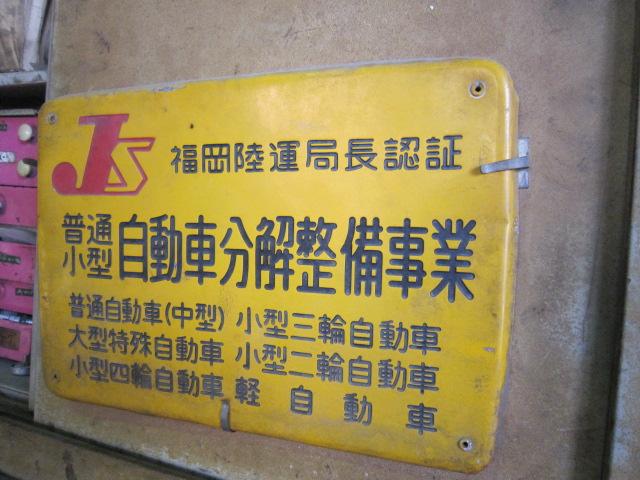 JS 福岡陸運局長認証
普通
小型 自動車分解整備事業
普通自動車(中型) 小型三輪自動車
大型特殊自動車 小型二輪自動車
小型四輪自動車 軽自動車